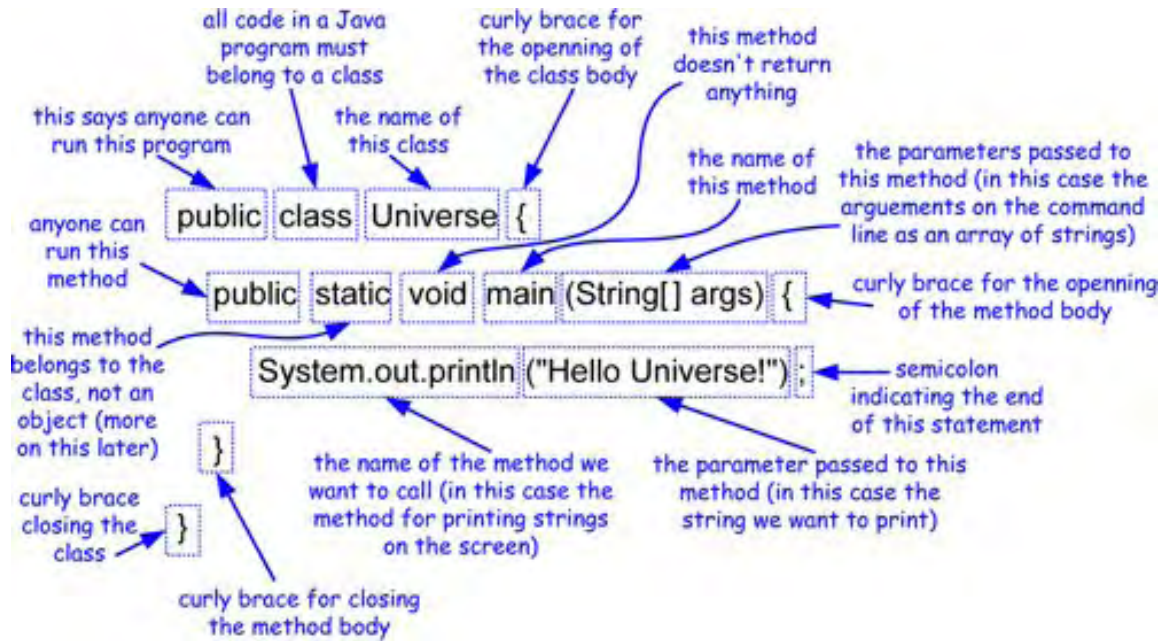 all code in a Java
program must
belong to a class
curly brace for
the openning of
the class body
this method
doesn't return
anything
this says anyone can
run this program
the name of
this class
the name of
this method
the parameters passed to
this method (in this case the
arguements on the command
line as an array of strings)
public class Universe {
anyone can
run this
method
public static void main (String[] args) {
curly brace for the openning
of the method body
this method
belongs to the
class, not an
object (more
on this later)
System.out.println ("Hello Universe!") ;
semicolon
indicating the end
of this statement
}
the name of the method we
want to call (in this case the
method for printing strings
on the screen)
the parameter passed to this
method (in this case the
string we want to print)
curly brace
closing the
class
}
curly brace for closing
the method body